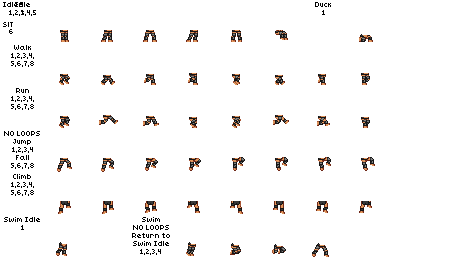 Idle
1,2,3,4,5
Duck
1
SIT
6
Walk
1,2,3,4,
5,6,7,8
Run
1,2,3,4,
5,6,7,8
NO LOOPS
Jump
1,2,3,4
Fall
5,6,7,8
Climb
1,2,3,4,
5,6,7,8
Swim Idle
1
Swim
NO LOOPS
Return to
Swim Idle
1,2,3,4